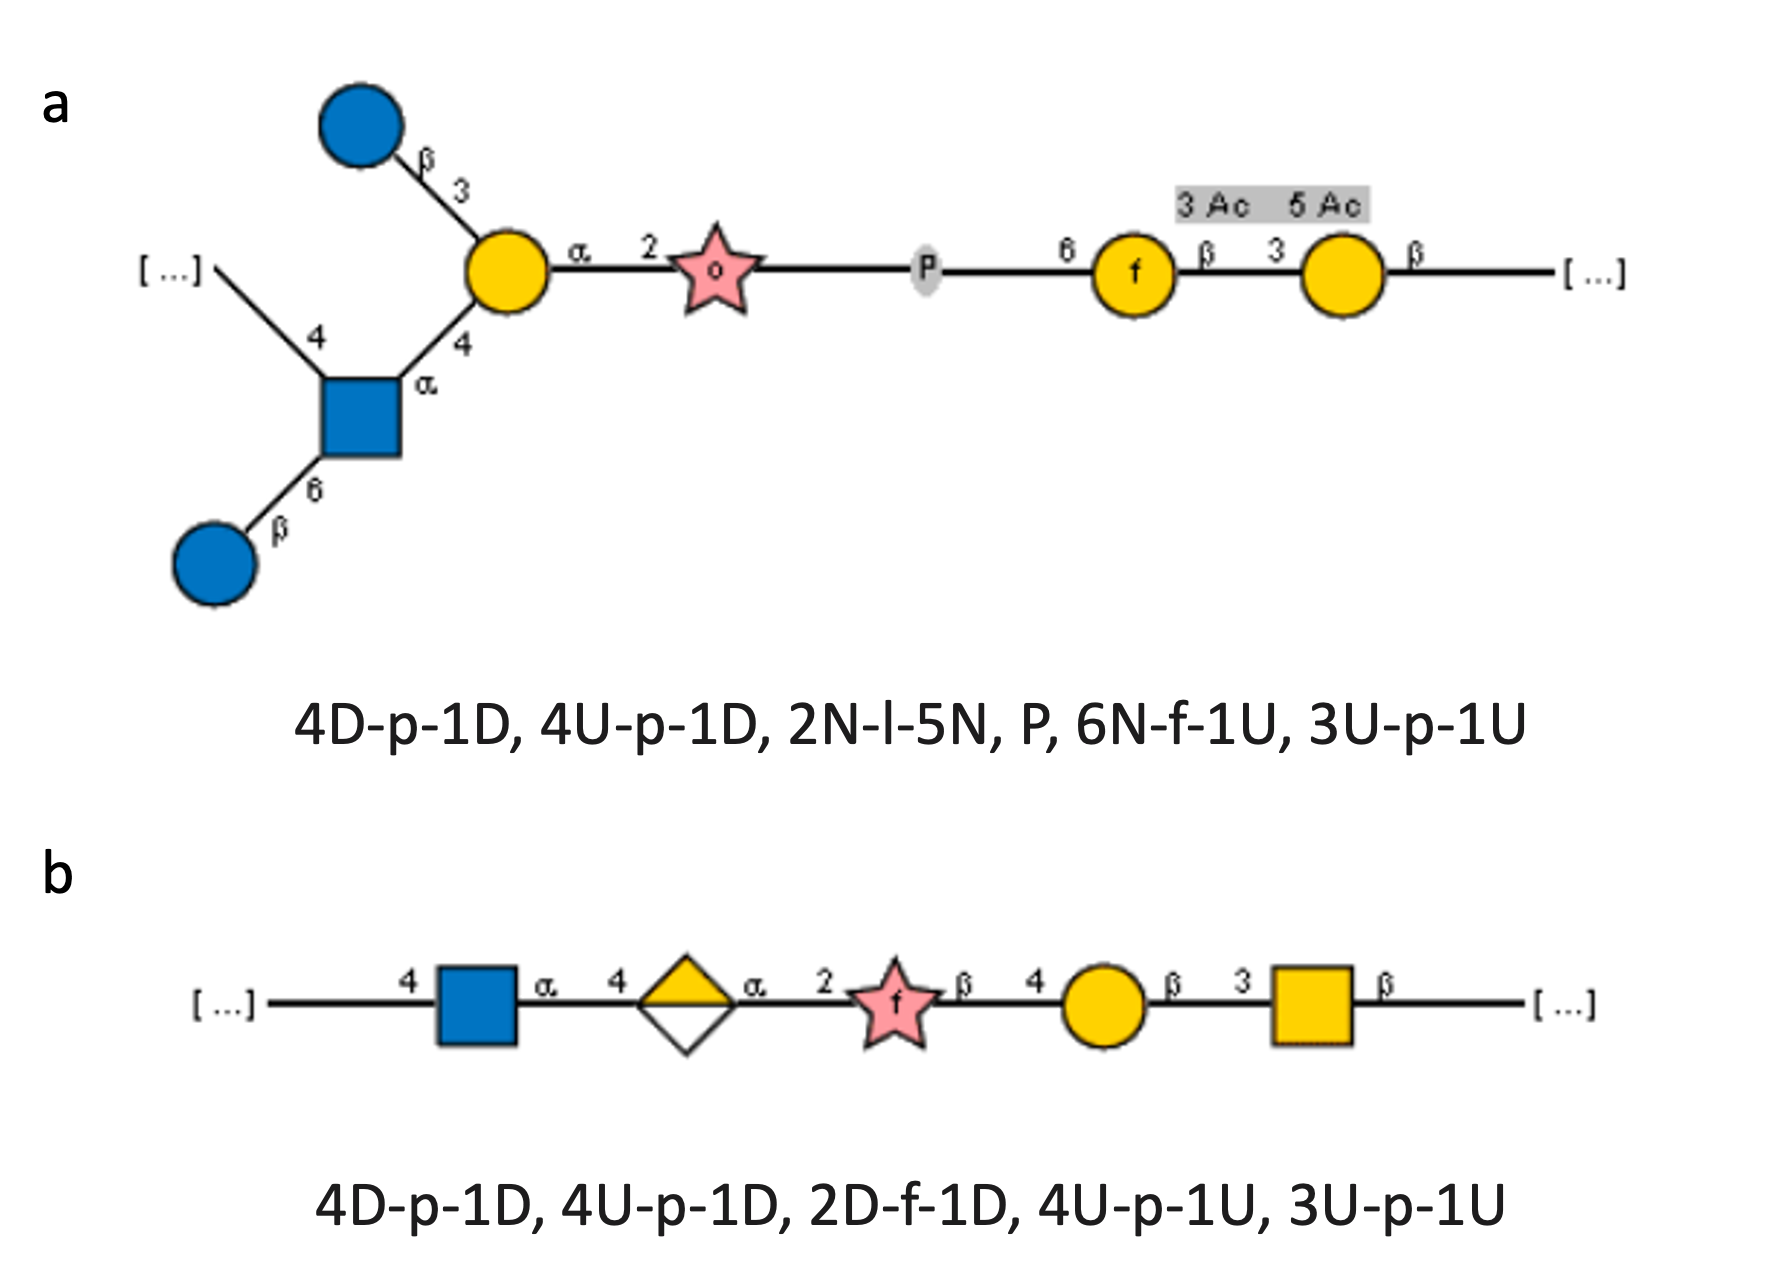 a
β
3
3 Ac 5 Ac
[ ...] α 2 o P 6 f β 3 β [ ...]
4
4
α
6
β
4D-p-1D, 4U-p-1D, 2N-l-5N, P, 6N-f-1U, 3U-p-1U
b
4 α 4 α 2 β 4 β 3 β
[ ...] f [ ...]
4D-p-1D, 4U-p-1D, 2D-f-1D, 4U-p-1U, 3U-p-1U